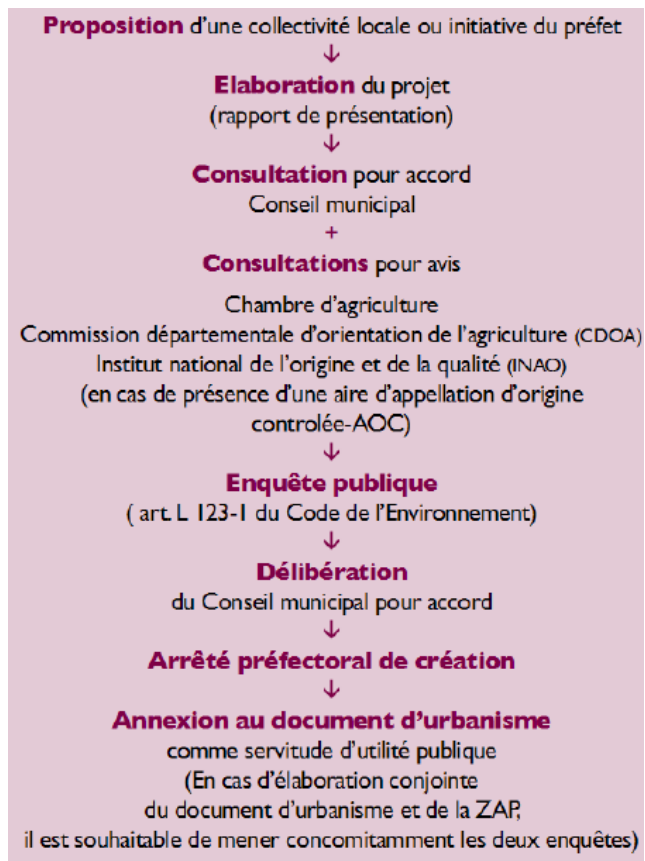 Proposition d'une collectivité locale ou initiative du préfet
↓
Elaboration du projet
(rapport de présentation)
↓
Consultation pour accord
Conseil municipal
+
Consultations pour avis
Chambre d'agriculture
Commission départementale d'orientation de l'agriculture (CDOA)
Institut national de l'origine et de la qualité (INAO)
(en cas de présence d'une aire d'appellation d'origine
controlée-AOC)
↓
Enquête publique
( art. L 123-1 du Code de l'Environnement)
↓
Délibération
du Conseil municipal pour accord
↓
Arrêté préfectoral de création
↓
Annexion au document d'urbanisme
comme servitude d'utilité publique
(En cas d'élaboration conjointe
du document d'urbanisme et de la ZAP,
il est souhaitable de mener concomitamment les deux enquêtes)